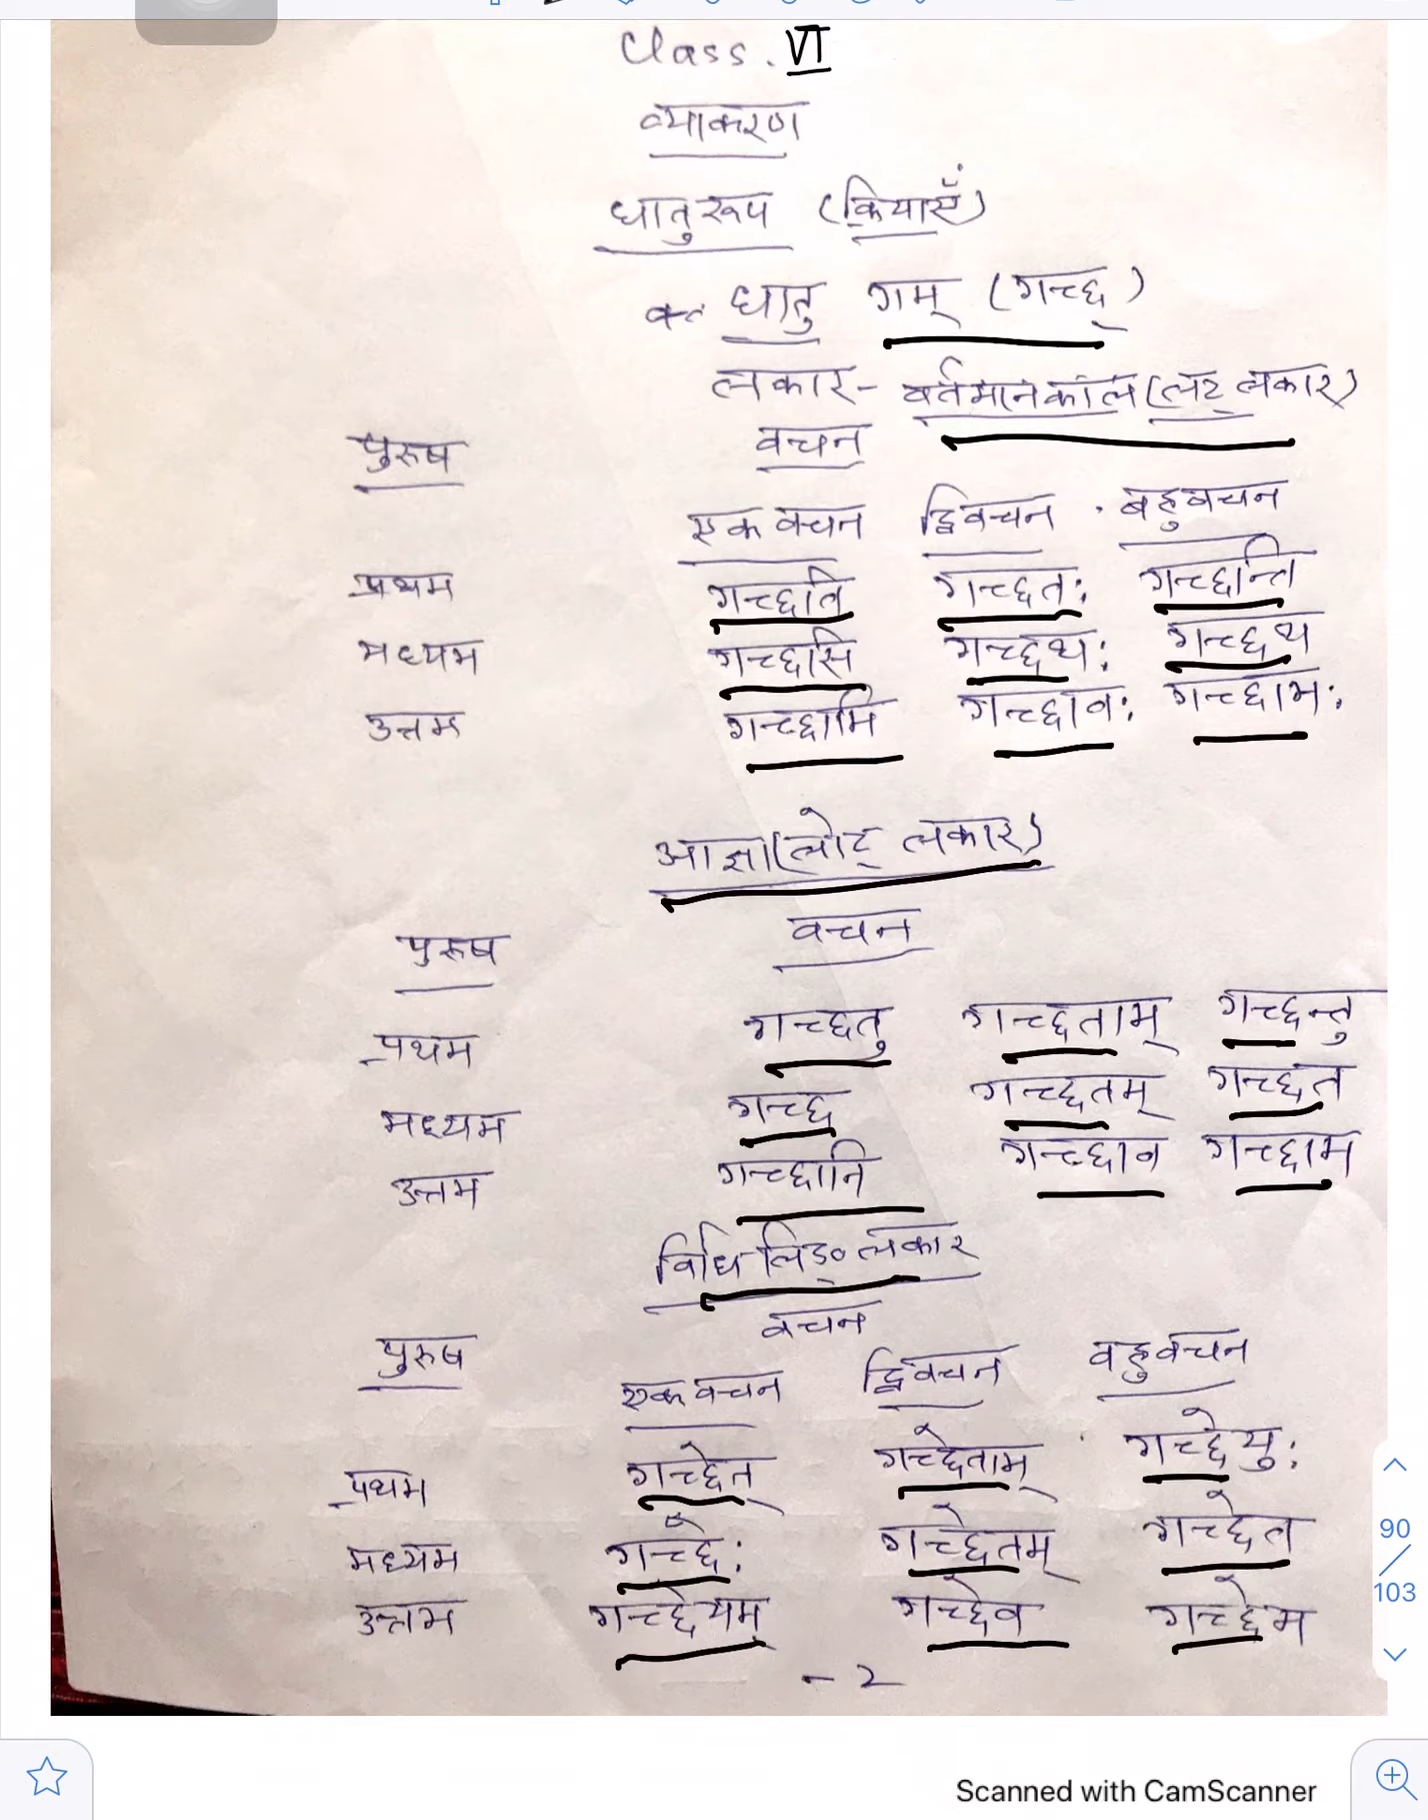 Class. VI
व्याकरण
धातुरूप (क्रियाएँ)
धातु गम् (गच्छ्)
लकार - वर्तमानकाल (लट् लकार)
पुरुष वचन
एकवचन द्विवचन बहुवचन
प्रथम गच्छति गच्छतः गच्छन्ति
मध्यम गच्छसि गच्छथः गच्छथ
उत्तम गच्छामि गच्छावः गच्छामः
आज्ञा (लोट् लकार)
पुरुष वचन
प्रथम गच्छतु गच्छताम् गच्छन्तु
मध्यम गच्छ गच्छतम् गच्छत
उत्तम गच्छानि गच्छाव गच्छाम
विधिलिङ् लकार
पुरुष वचन
एकवचन द्विवचन बहुवचन
प्रथम गच्छेत् गच्छेताम् गच्छेयुः
मध्यम गच्छेः गच्छेतम् गच्छेत
उत्तम गच्छेयम् गच्छेव गच्छेम
- 2
90
103
Scanned with CamScanner